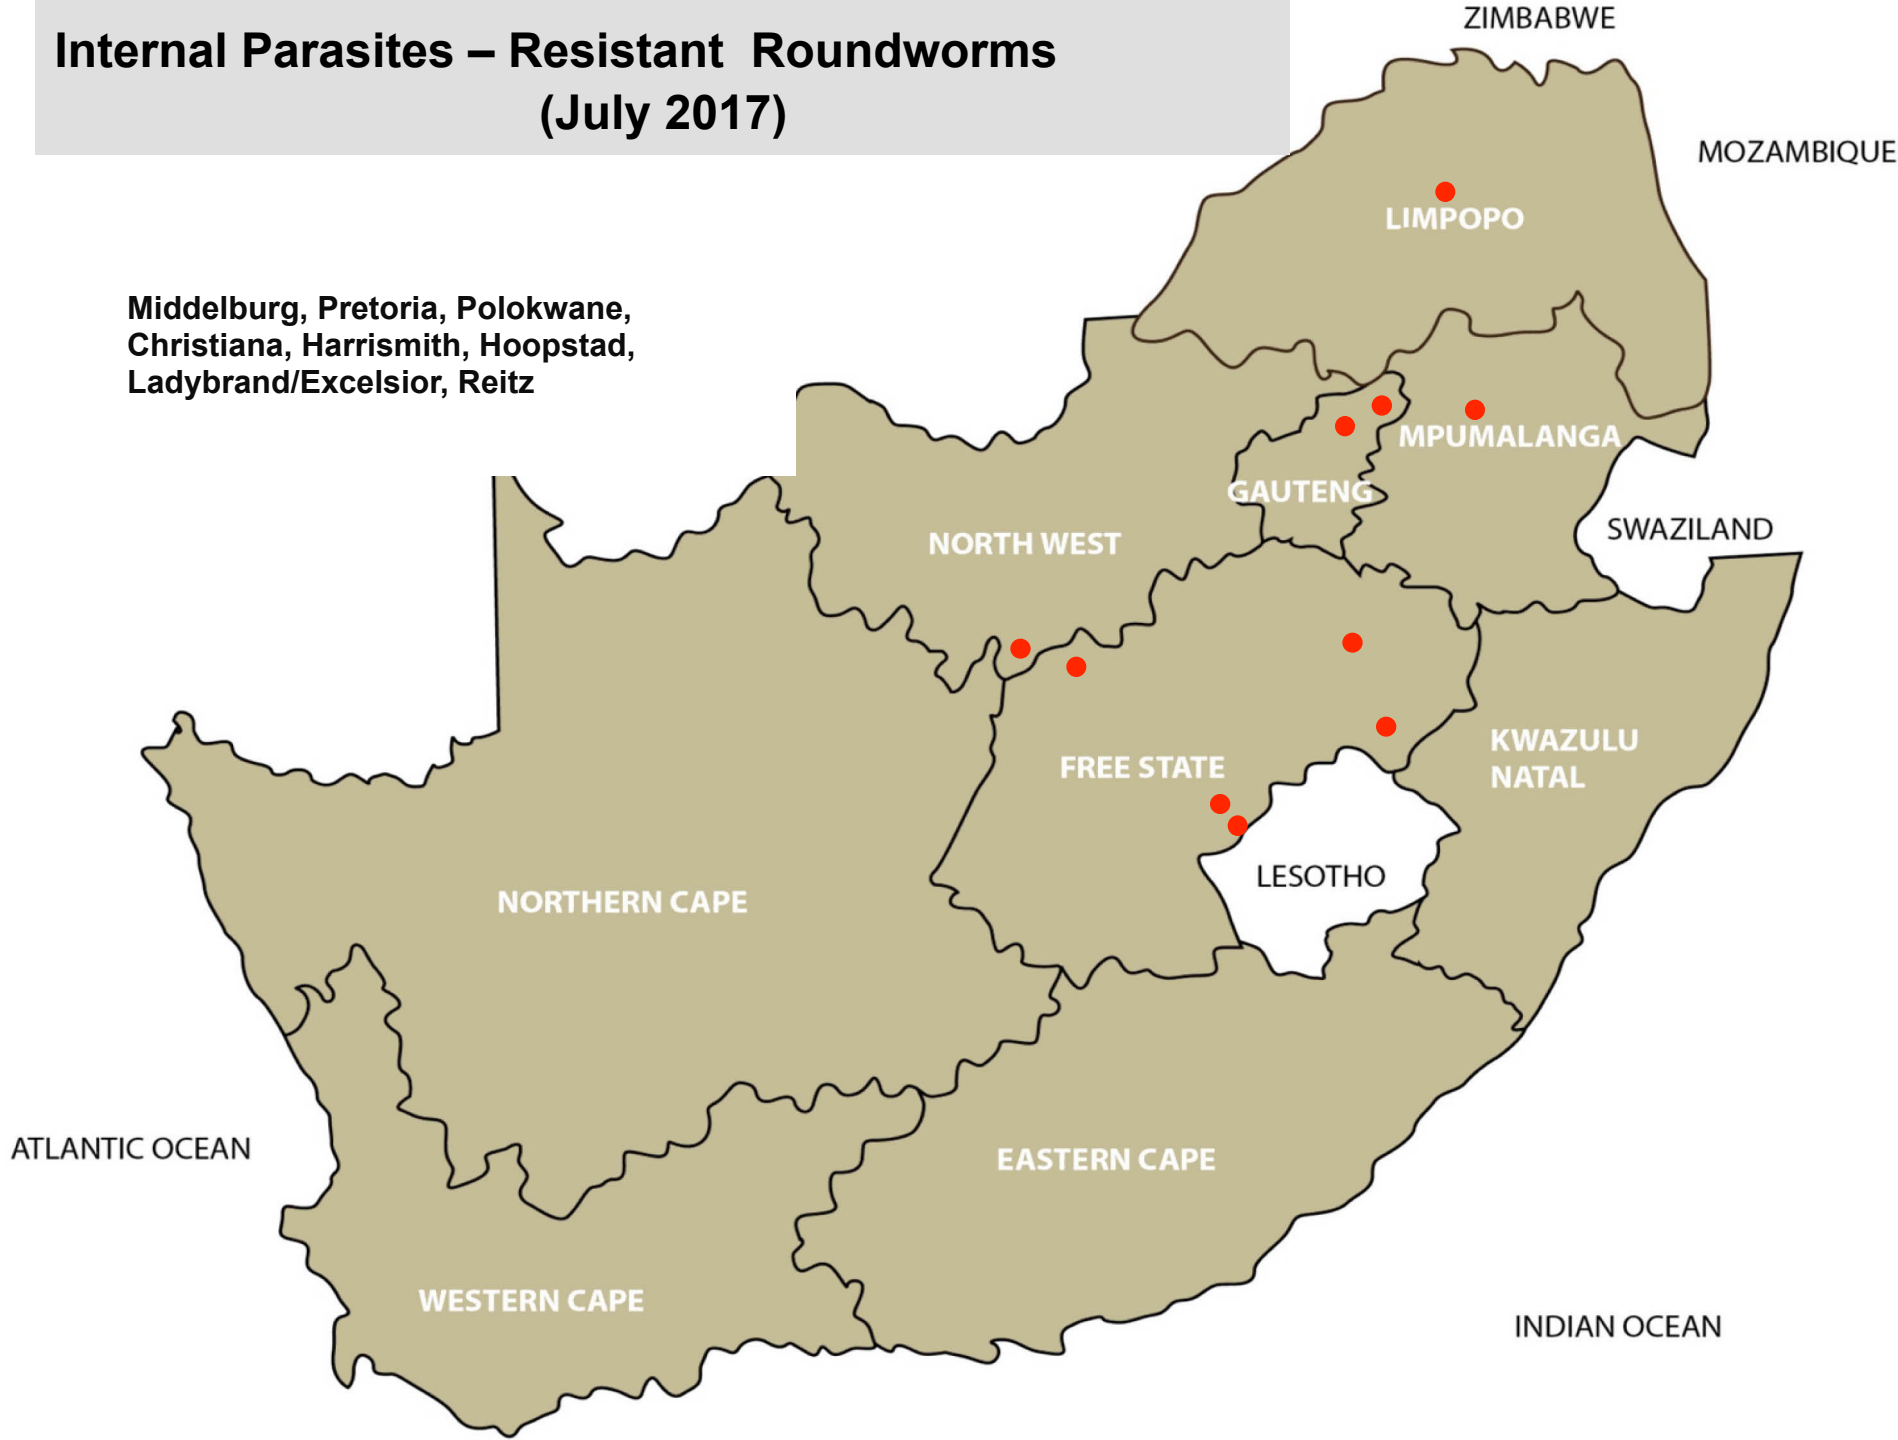 Internal Parasites – Resistant Roundworms
(July 2017)
ZIMBABWE
MOZAMBIQUE
LIMPOPO
Middelburg, Pretoria, Polokwane,
Christiana, Harrismith, Hoopstad,
Ladybrand/Excelsior, Reitz
MPUMALANGA
GAUTENG
NORTH WEST
SWAZILAND
FREE STATE
KWAZULU
NATAL
LESOTHO
NORTHERN CAPE
ATLANTIC OCEAN
EASTERN CAPE
WESTERN CAPE
INDIAN OCEAN